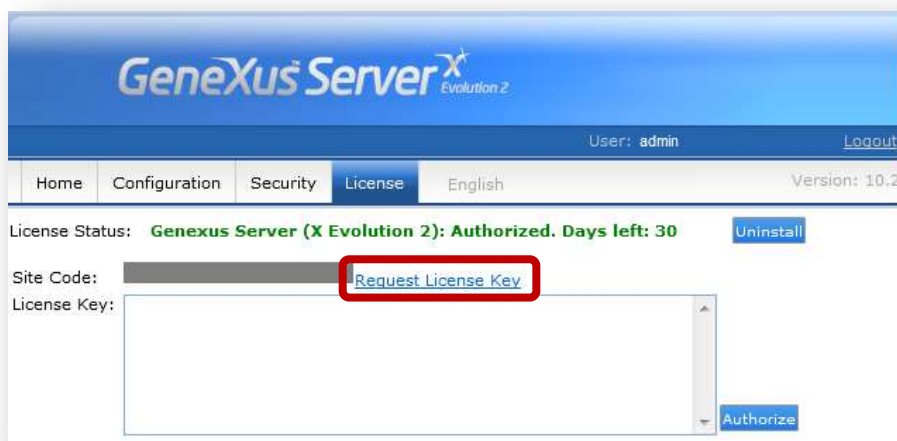 GeneXus™ Server X
Evolution 2
User: admin Logout
Home Configuration Security License English Version: 10.2
License Status: Genexus Server (X Evolution 2): Authorized. Days left: 30 Uninstall
Site Code: Request License Key
License Key:
Authorize